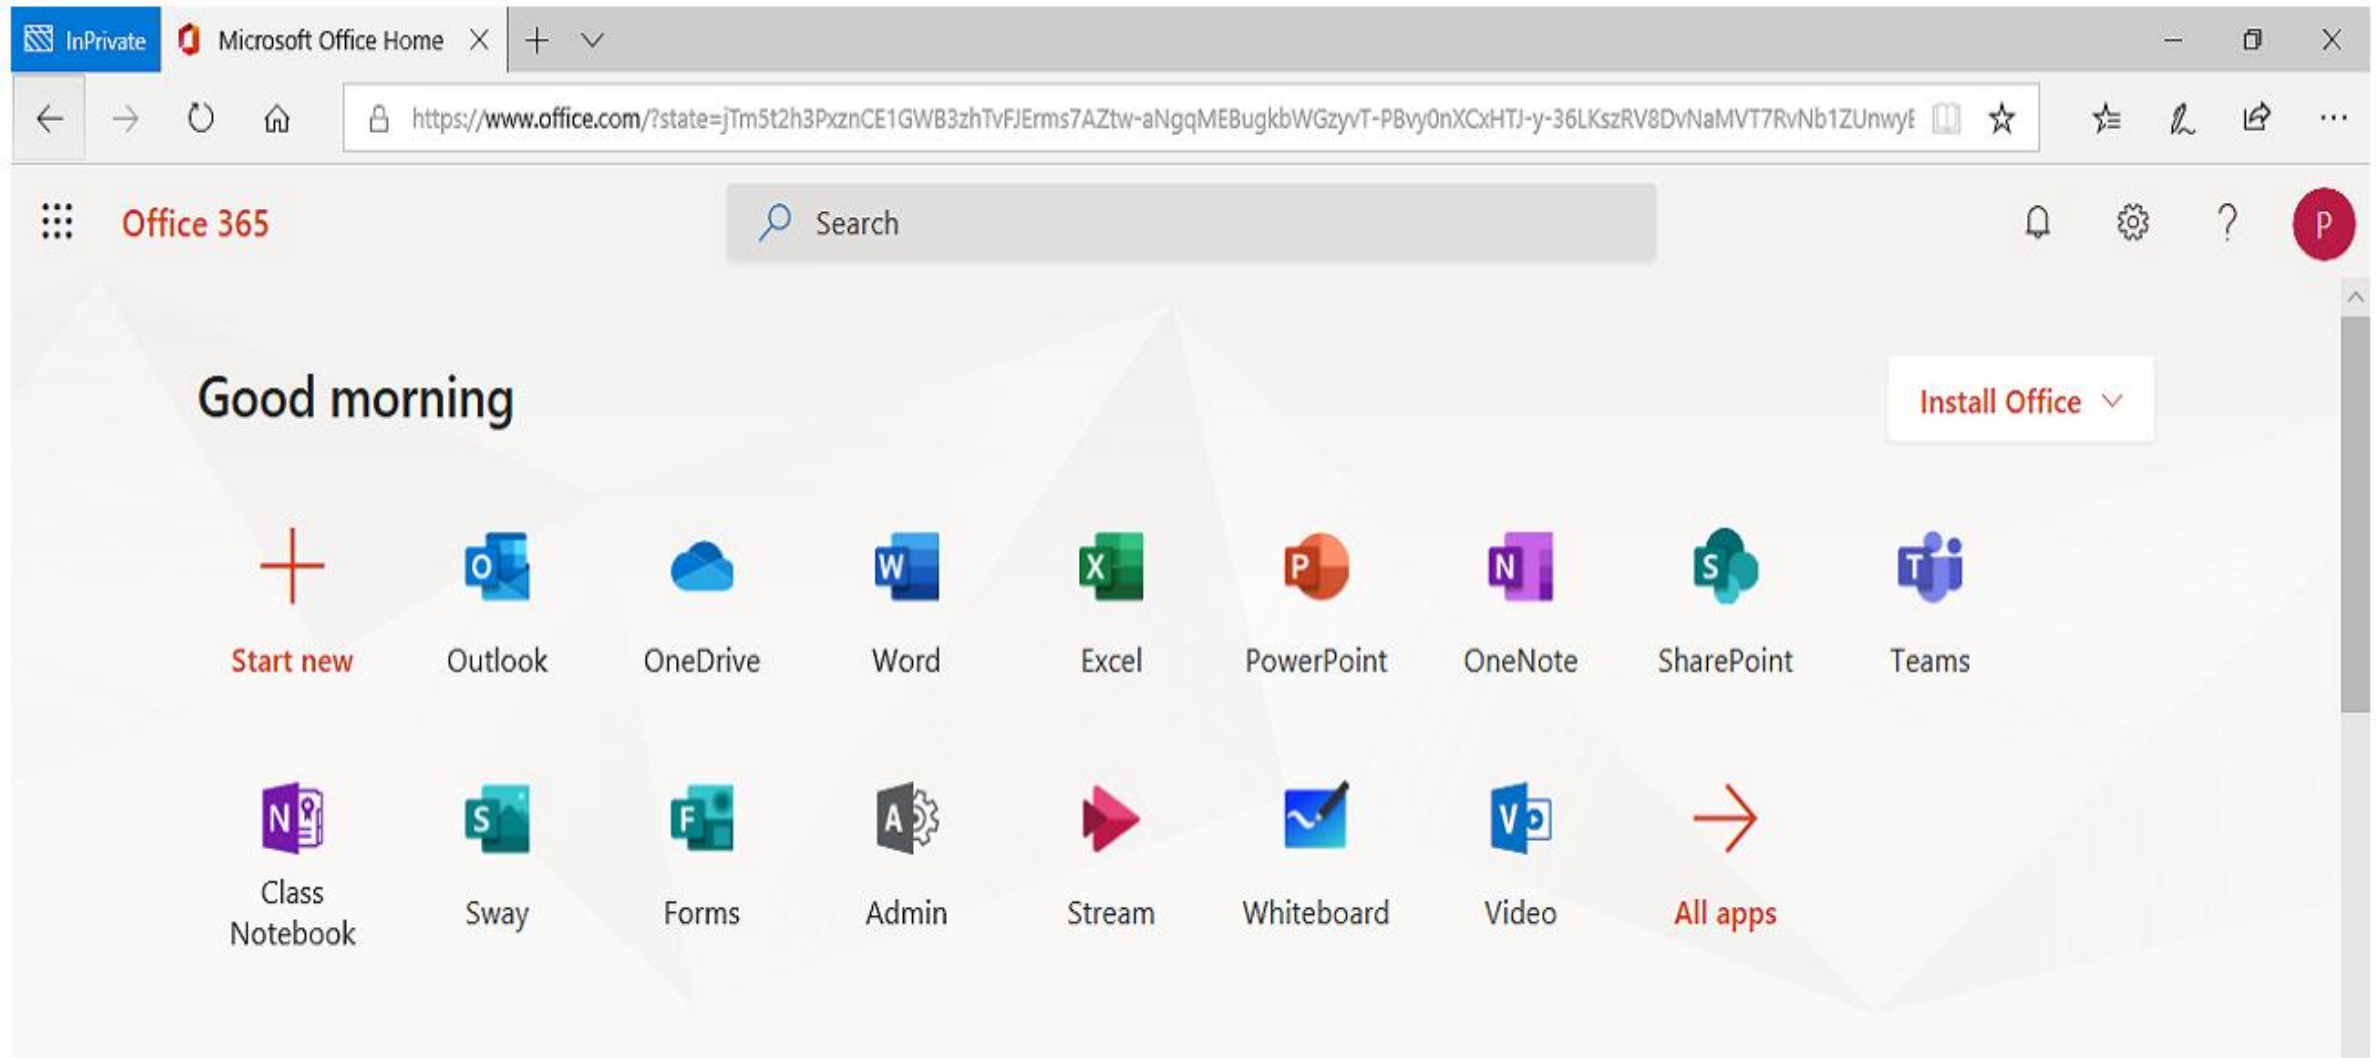 InPrivate Microsoft Office Home
https://www.office.com/?state=jTm5t2h3PxznCE1GWB3zhTvFJErms7AZtw-aNgqMEBugkbWGzyvT-PBvy0nXCxHTJ-y-36LKszRV8DvNaMVT7RvNb1ZUnwyE
Office 365 Search ? P
Good morning
Install Office
O W X P N S T
Start new Outlook OneDrive Word Excel PowerPoint OneNote SharePoint Teams
N S F A V
Class
Notebook Sway Forms Admin Stream Whiteboard Video All apps